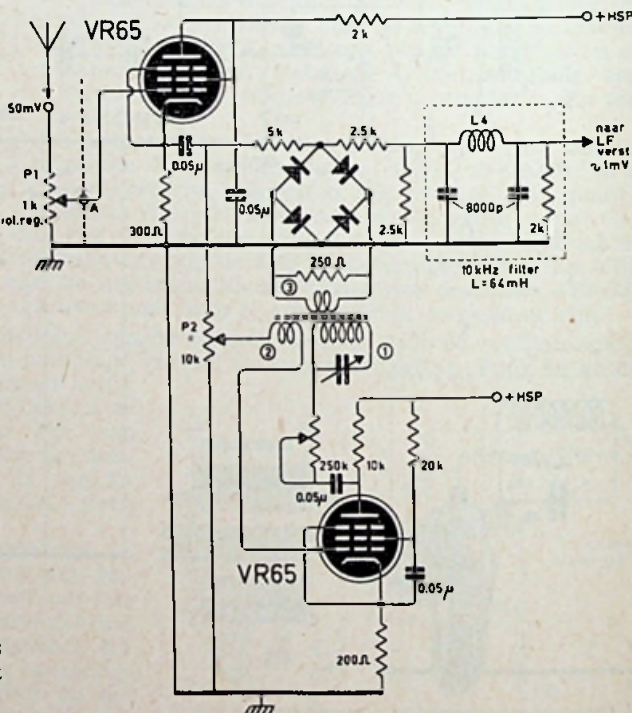 VR65
2k
+HSP
50mV
P1
1k
vol.reg.
A
300Ω
0.05μ
0.05μ
5k
2.5k
2.5k
L4
8000p
2k
naar
LF
verst
~1mV
10kHz filter
L=64mH
250Ω
③
②
①
P2
10k
+HSP
250k
10k
20k
0.05μ
VR65
0.05μ
200Ω